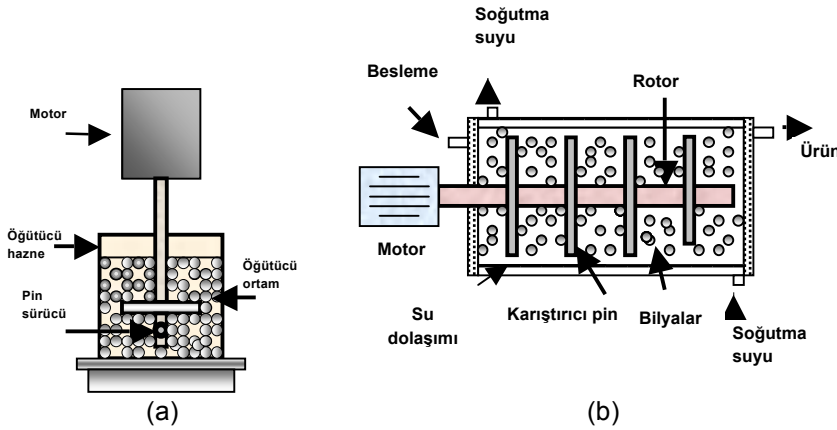 Motor
Öğütücü
hazne
Pin
sürücü
Öğütücü
ortam
(a)
Soğutma
suyu
Besleme
Rotor
Ürün
Motor
Su
dolaşımı
Karıştırıcı pin
Bilyalar
Soğutma
suyu
(b)